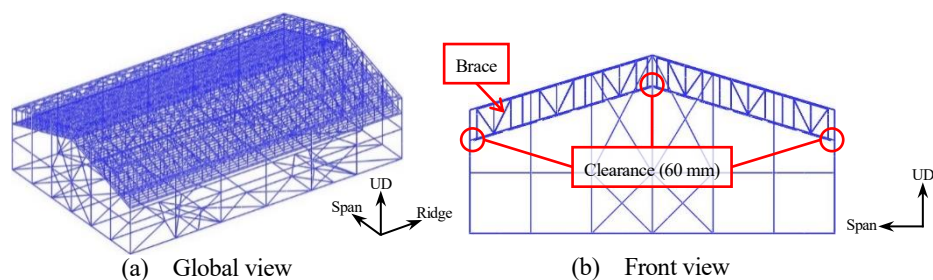 Brace
Clearance (60 mm)
UD
Span
Ridge
UD
Span
(a) Global view
(b) Front view